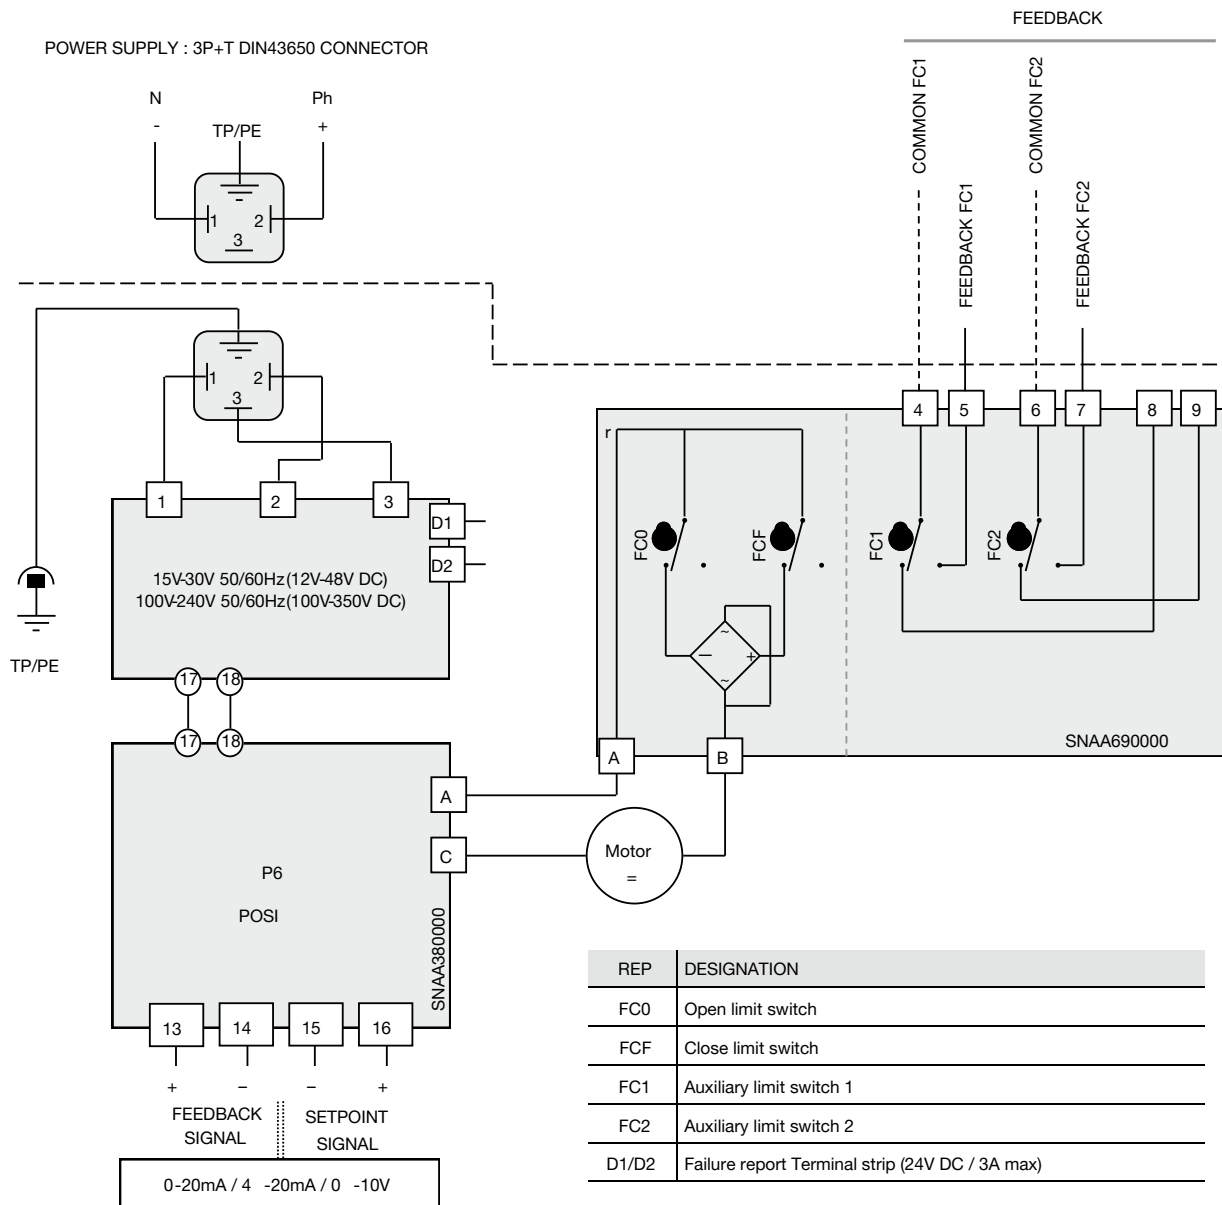 FEEDBACK
POWER SUPPLY : 3P+T DIN43650 CONNECTOR
N
Ph
-
+
TP/PE
1
2
3
COMMON FC1
FEEDBACK FC1
COMMON FC2
FEEDBACK FC2
1
2
3
4
5
6
7
8
9
r
1
2
3
D1
D2
15V-30V 50/60Hz(12V-48V DC)
100V-240V 50/60Hz(100V-350V DC)
TP/PE
17
18
17
18
FC0
FCF
FC1
FC2
~
–
+
~
SNAA690000
A
B
A
C
Motor
=
P6
POSI
SNAA380000
13
14
15
16
+
–
–
+
FEEDBACK
SIGNAL
SETPOINT
SIGNAL
0-20mA / 4 -20mA / 0 -10V
REP DESIGNATION
FC0 Open limit switch
FCF Close limit switch
FC1 Auxiliary limit switch 1
FC2 Auxiliary limit switch 2
D1/D2 Failure report Terminal strip (24V DC / 3A max)